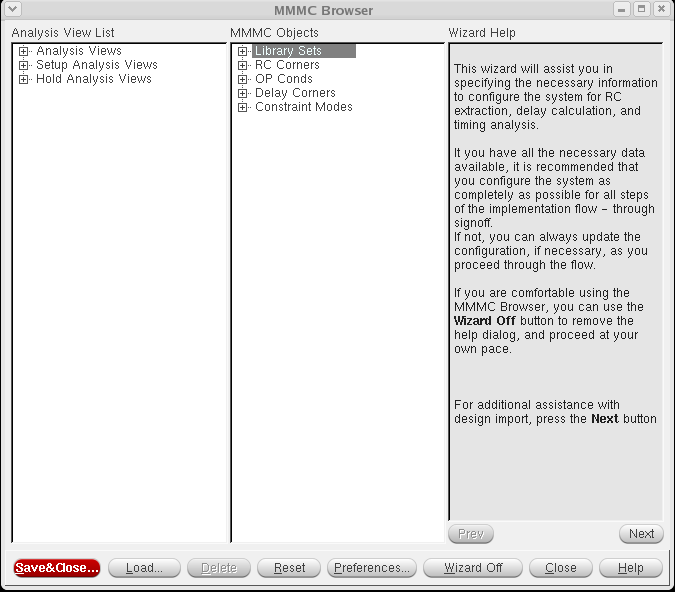 MMMC Browser
Analysis View List
Analysis Views
Setup Analysis Views
Hold Analysis Views
MMMC Objects
Library Sets
RC Corners
OP Conds
Delay Corners
Constraint Modes
Wizard Help
This wizard will assist you in
specifying the necessary information
to configure the system for RC
extraction, delay calculation, and
timing analysis.
It you have all the necessary data
available, it is recommended that
you configure the system as
completely as possible for all steps
of the implementation flow - through
signoff.
If not, you can always update the
configuration, if necessary, as you
proceed through the flow.
If you are comfortable using the
MMMC Browser, you can use the
Wizard Off button to remove the
help dialog, and proceed at your
own pace.
For additional assistance with
design import, press the Next button
Prev
Next
Save&Close...
Load...
Delete
Reset
Preferences...
Wizard Off
Close
Help